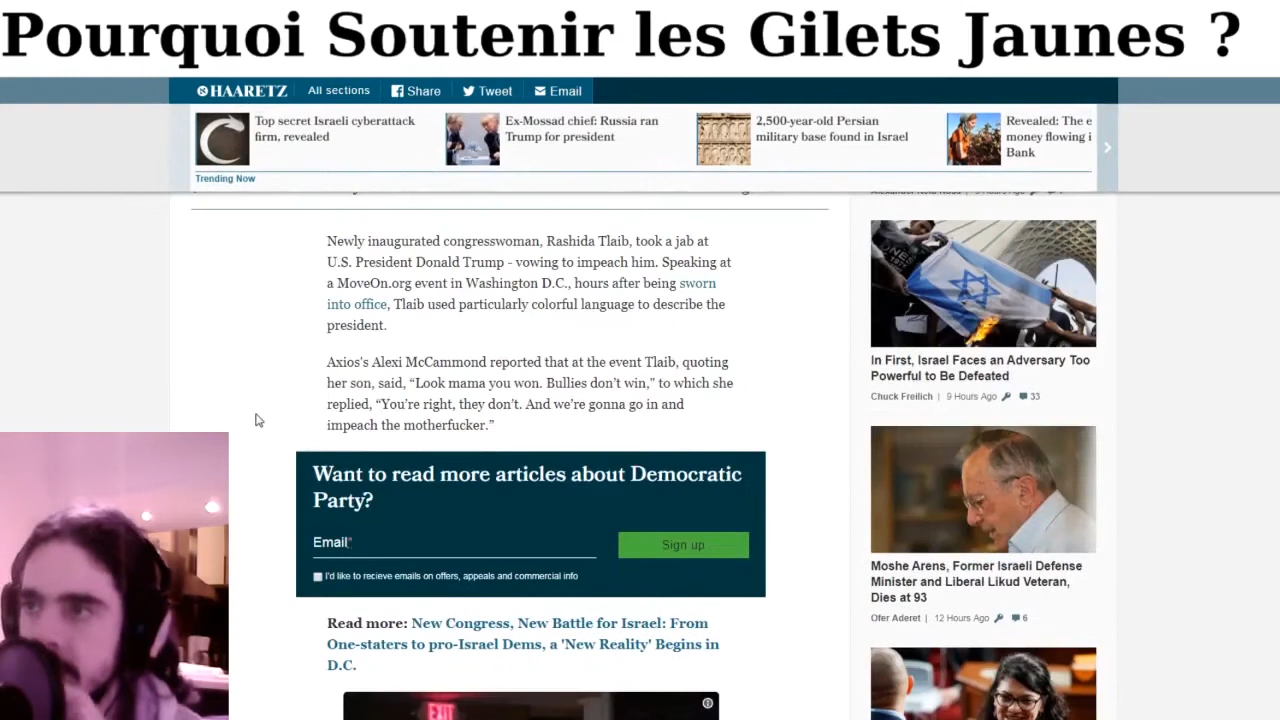 Pourquoi Soutenir les Gilets Jaunes ?
HAARETZ All sections Share Tweet Email
Top secret Israeli cyberattack
firm, revealed
Ex-Mossad chief: Russia ran
Trump for president
2,500-year-old Persian
military base found in Israel
Revealed: The e
money flowing i
Bank
Trending Now
Newly inaugurated congresswoman, Rashida Tlaib, took a jab at
U.S. President Donald Trump - vowing to impeach him. Speaking at
a MoveOn.org event in Washington D.C., hours after being sworn
into office, Tlaib used particularly colorful language to describe the
president.
Axios's Alexi McCammond reported that at the event Tlaib, quoting
her son, said, “Look mama you won. Bullies don’t win,” to which she
replied, “You’re right, they don’t. And we’re gonna go in and
impeach the motherfucker.”
Want to read more articles about Democratic
Party?
Email*
Sign up
I'd like to recieve emails on offers, appeals and commercial info
Read more: New Congress, New Battle for Israel: From
One-staters to pro-Israel Dems, a 'New Reality' Begins in
D.C.
EXIT
In First, Israel Faces an Adversary Too
Powerful to Be Defeated
Chuck Freilich | 9 Hours Ago 33
Moshe Arens, Former Israeli Defense
Minister and Liberal Likud Veteran,
Dies at 93
Ofer Aderet | 12 Hours Ago 6